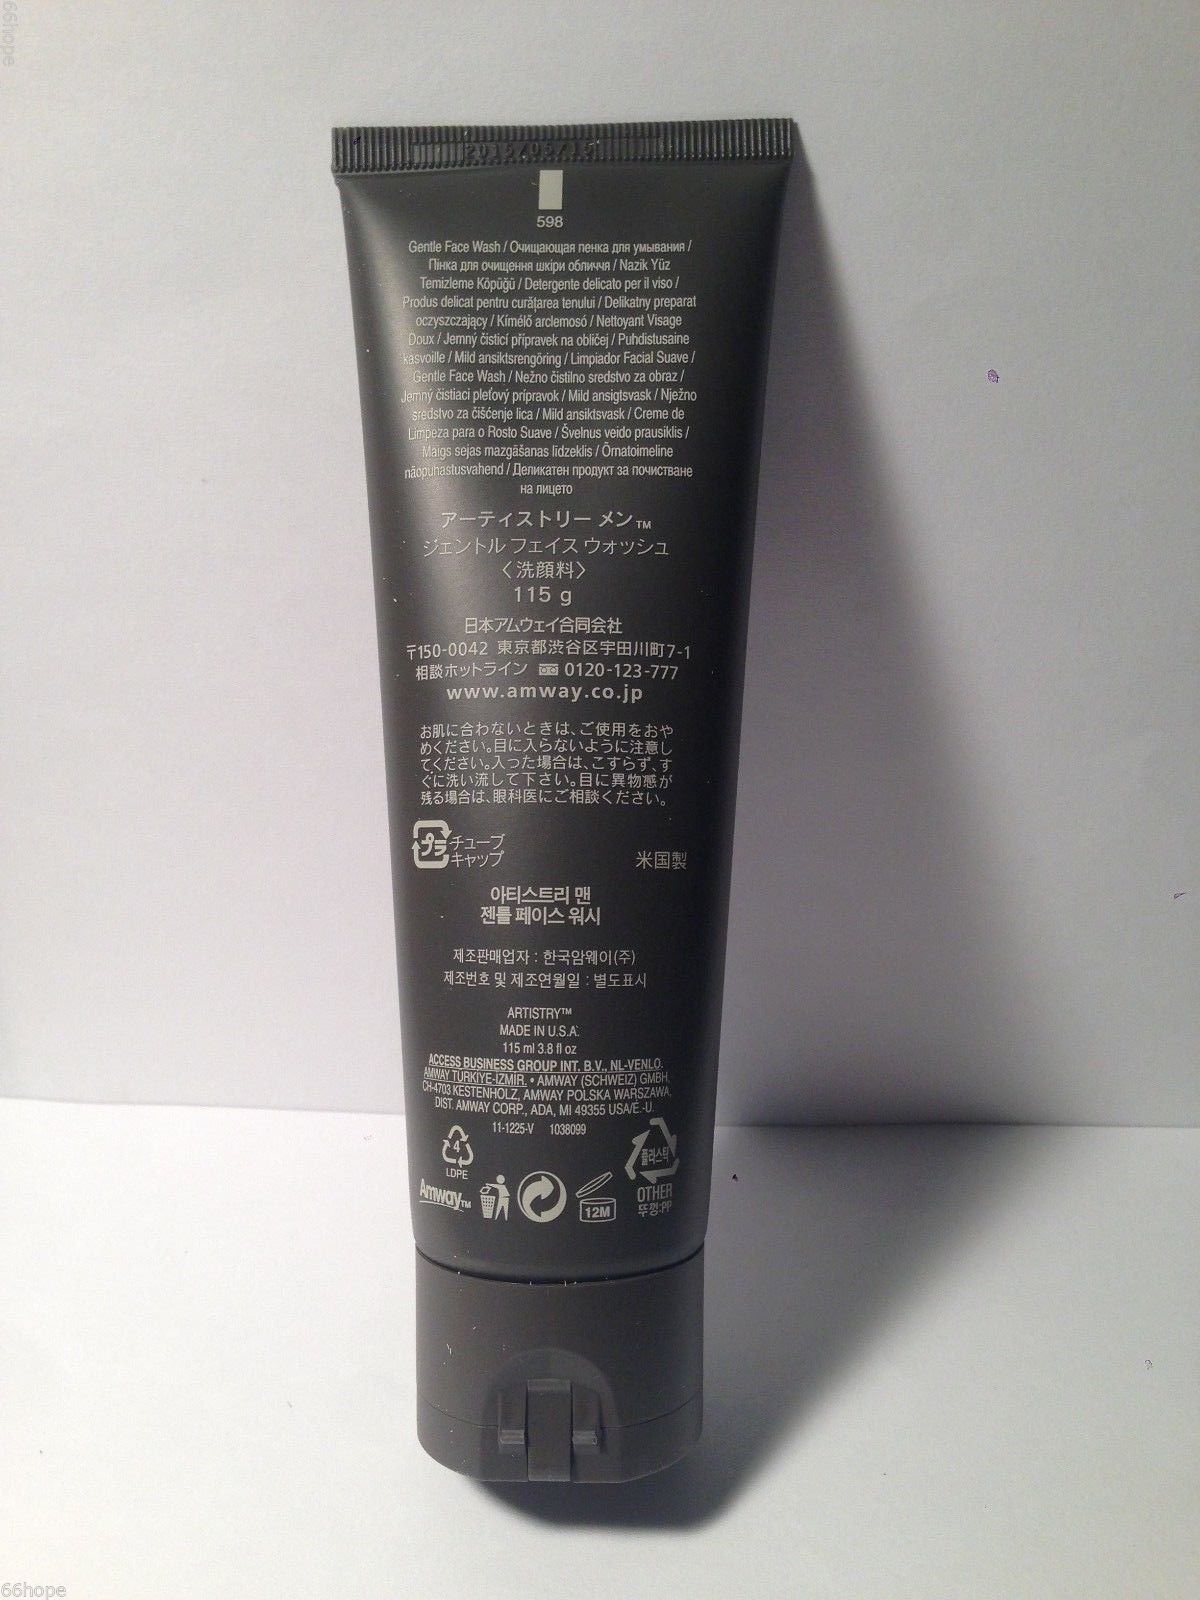 66hope
598
Gentle Face Wash / Очищающая пенка для умывания /
Пінка для очищення шкіри обличчя / Nazik Yüz
Temizleme Köpüğü / Detergente delicato per il viso /
Produs delicat pentru curățarea tenului / Delikatny preparat
oczyszczający / Kímélő arclemosó / Nettoyant Visage
Doux / Jemný čisticí přípravek na obličej / Puhdistusaine
kasvoille / Mild ansiktsrengöring / Limpiador Facial Suave /
Gentle Face Wash / Nežno čistilno sredstvo za obraz /
Jemný čistiaci pleťový prípravok / Mild ansigtsvask / Nježno
sredstvo za čišćenje lica / Mild ansiktsvask / Creme de
Limpeza para o Rosto Suave / Švelnus veido prausiklis /
Maigs sejas mazgāšanas līdzeklis / Õrnatoimeline
näopuhastusvahend / Деликатен продукт за почистване
на лицето
アーティストリー メン™
ジェントル フェイス ウォッシュ
〈洗顔料〉
115 g
日本アムウェイ合同会社
〒150-0042 東京都渋谷区宇田川町7-1
相談ホットライン 0120-123-777
www.amway.co.jp
お肌に合わないときは、ご使用をおや
めください。目に入らないように注意し
てください。入った場合は、こすらず、す
ぐに洗い流して下さい。目に異物感が
残る場合は、眼科医にご相談ください。
プラ チューブ
キャップ 米国製
아티스트리 맨
젠틀 페이스 워시
제조판매업자 : 한국암웨이(주)
제조번호 및 제조연월일 : 별도표시
ARTISTRY™
MADE IN U.S.A.
115 ml 3.8 fl oz
ACCESS BUSINESS GROUP INT. B.V., NL-VENLO.
AMWAY TÜRKIYE-IZMIR. • AMWAY (SCHWEIZ) GMBH,
CH-4703 KESTENHOLZ, AMWAY POLSKA WARSZAWA,
DIST. AMWAY CORP., ADA, MI 49355 USA/E.-U.
11-1225-V 1038099
4
LDPE
플라스틱
OTHER
뚜껑:PP
Amway™
12M
66hope